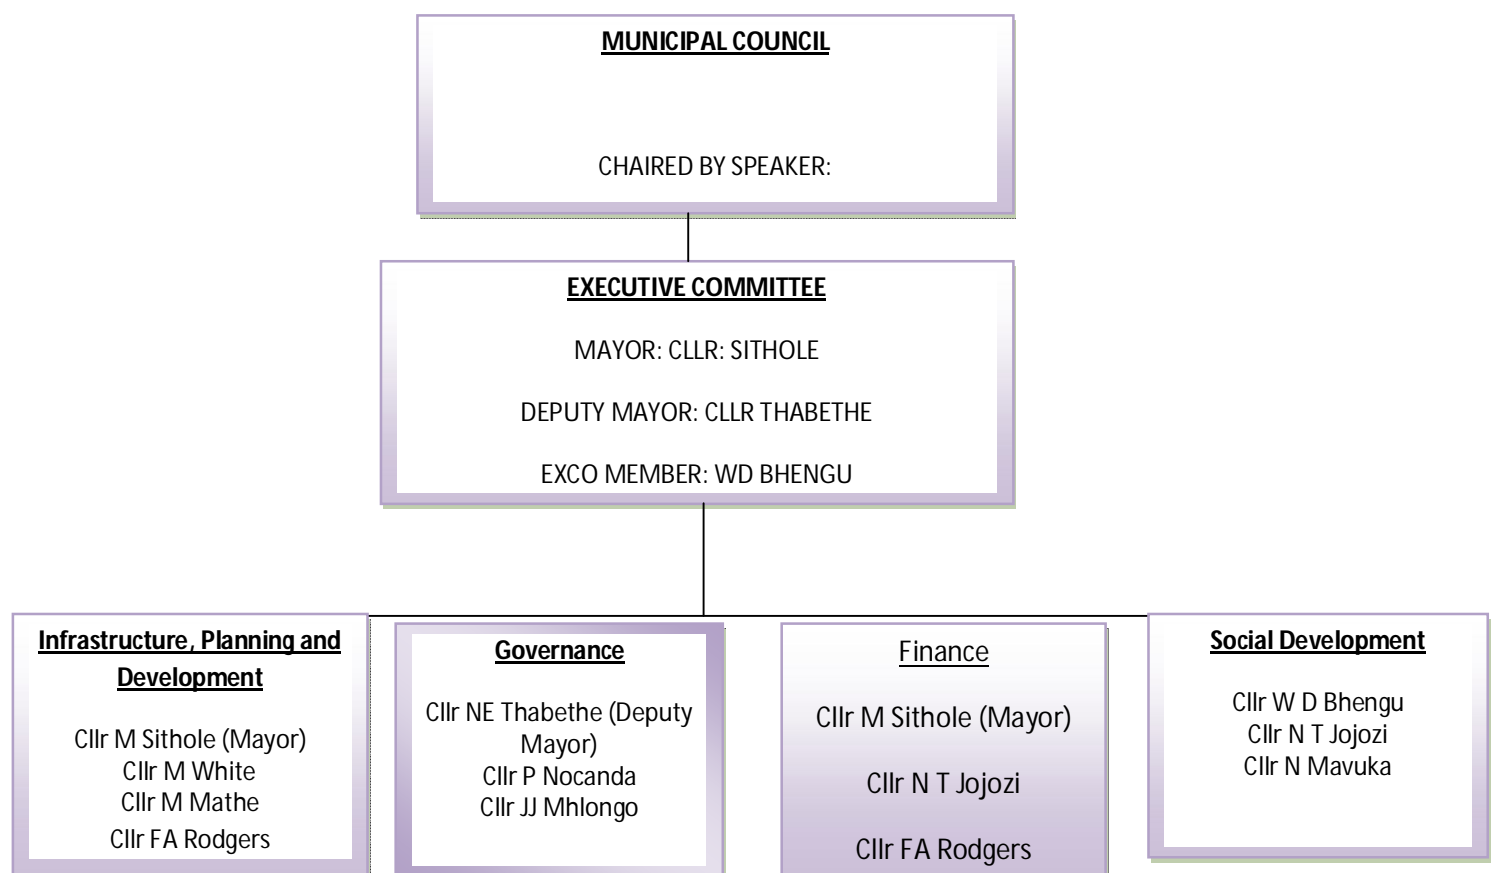 MUNICIPAL COUNCIL
CHAIRED BY SPEAKER:
EXECUTIVE COMMITTEE
MAYOR: CLLR: SITHOLE
DEPUTY MAYOR: CLLR THABETHE
EXCO MEMBER: WD BHENGU
Infrastructure, Planning and
Development
Cllr M Sithole (Mayor)
Cllr M White
Cllr M Mathe
Cllr FA Rodgers
Governance
Cllr NE Thabethe (Deputy
Mayor)
Cllr P Nocanda
Cllr JJ Mhlongo
Finance
Cllr M Sithole (Mayor)
Cllr N T Jojozi
Cllr FA Rodgers
Social Development
Cllr W D Bhengu
Cllr N T Jojozi
Cllr N Mavuka